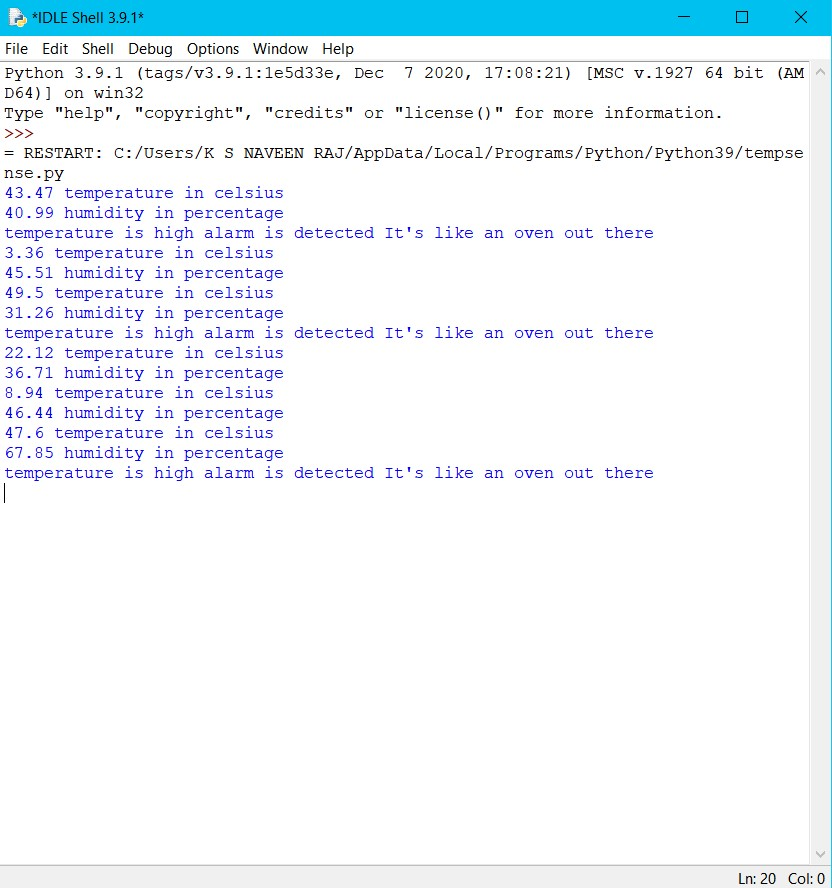 *IDLE Shell 3.9.1*
File Edit Shell Debug Options Window Help
Python 3.9.1 (tags/v3.9.1:1e5d33e, Dec  7 2020, 17:08:21) [MSC v.1927 64 bit (AM
D64)] on win32
Type "help", "copyright", "credits" or "license()" for more information.
>>>
= RESTART: C:/Users/K S NAVEEN RAJ/AppData/Local/Programs/Python/Python39/tempse
nse.py
43.47 temperature in celsius
40.99 humidity in percentage
temperature is high alarm is detected It's like an oven out there
3.36 temperature in celsius
45.51 humidity in percentage
49.5 temperature in celsius
31.26 humidity in percentage
temperature is high alarm is detected It's like an oven out there
22.12 temperature in celsius
36.71 humidity in percentage
8.94 temperature in celsius
46.44 humidity in percentage
47.6 temperature in celsius
67.85 humidity in percentage
temperature is high alarm is detected It's like an oven out there
Ln: 20 Col: 0